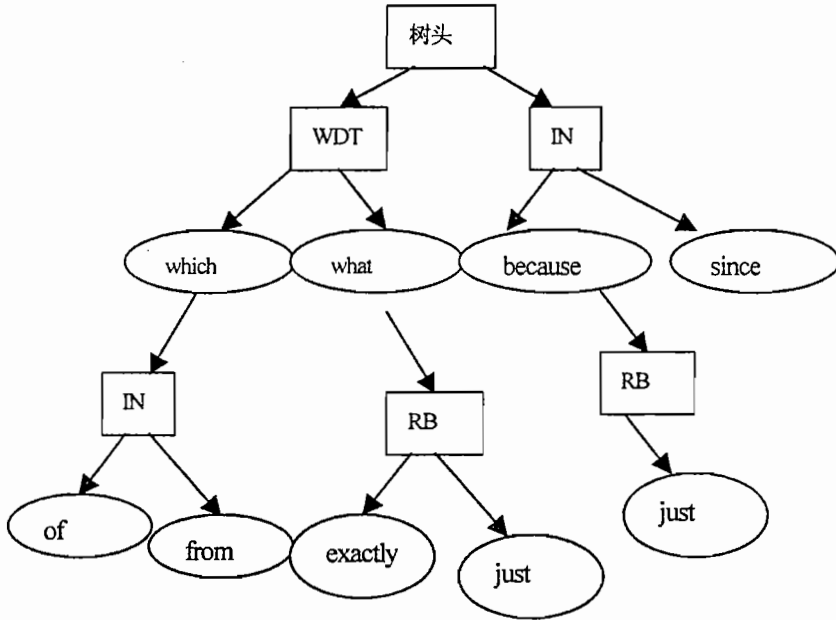 树头
WDT
IN
which
what
because
since
IN
RB
RB
of
from
exactly
just
just